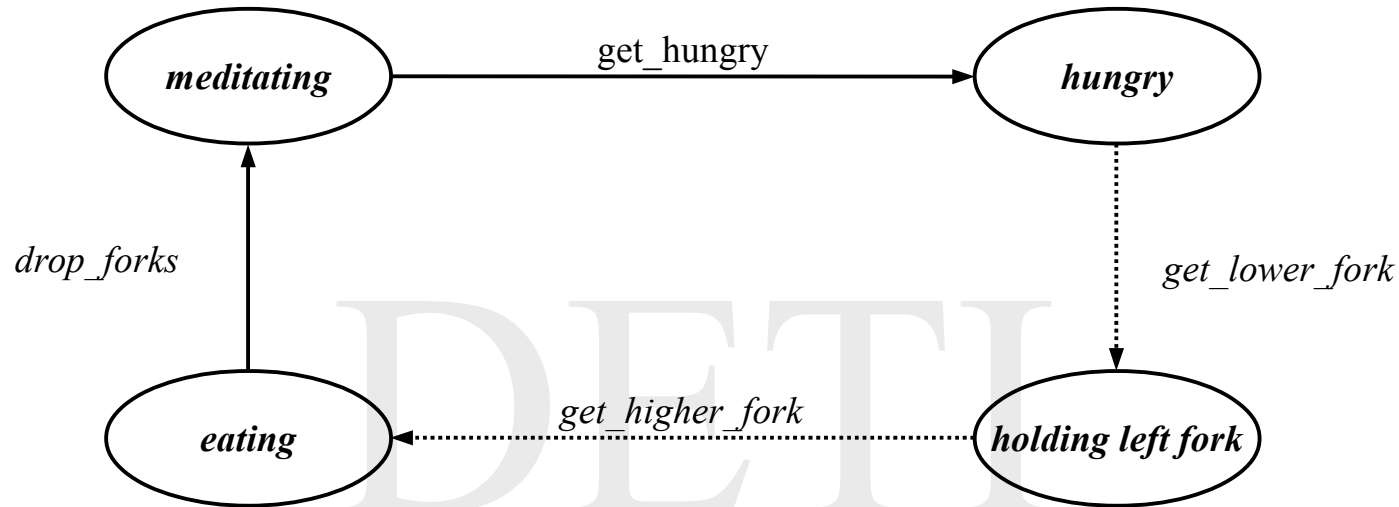 get_hungry
meditating
hungry
drop_forks
get_lower_fork
get_higher_fork
eating
holding left fork
DETI